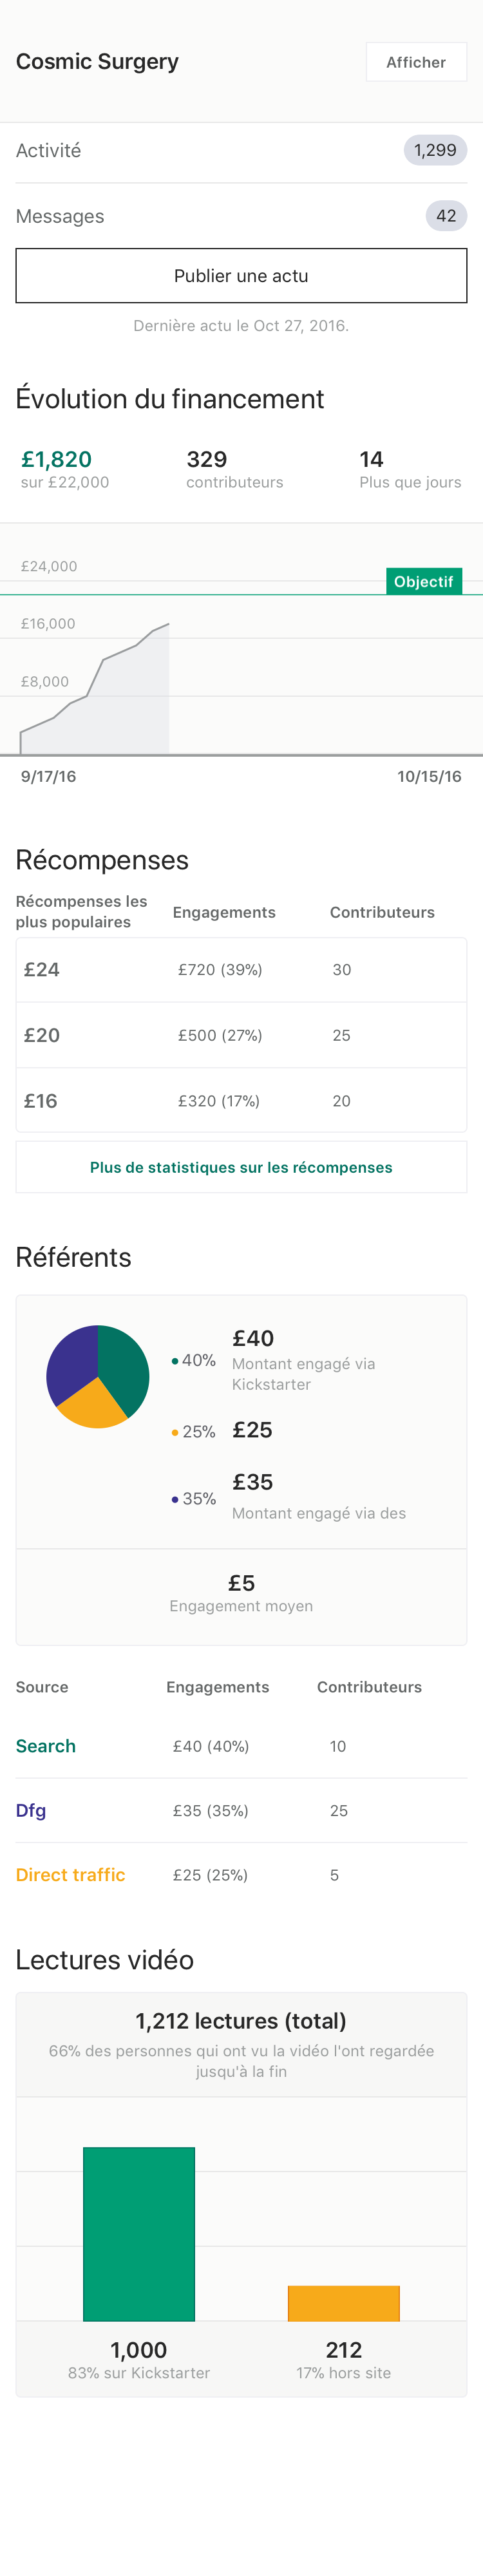 Cosmic Surgery
Afficher
Activité
1,299
Messages
42
Publier une actu
Dernière actu le Oct 27, 2016.
Évolution du financement
£1,820
329
14
sur £22,000
contributeurs
Plus que jours
£24,000
Objectif
£16,000
£8,000
9/17/16
10/15/16
Récompenses
Récompenses les
plus populaires
Engagements
Contributeurs
£24
£720 (39%)
30
£20
£500 (27%)
25
£16
£320 (17%)
20
Plus de statistiques sur les récompenses
Référents
40%
£40
Montant engagé via
Kickstarter
25%
£25
35%
£35
Montant engagé via des
£5
Engagement moyen
Source
Engagements
Contributeurs
Search
£40 (40%)
10
Dfg
£35 (35%)
25
Direct traffic
£25 (25%)
5
Lectures vidéo
1,212 lectures (total)
66% des personnes qui ont vu la vidéo l'ont regardée
jusqu'à la fin
1,000
212
83% sur Kickstarter
17% hors site